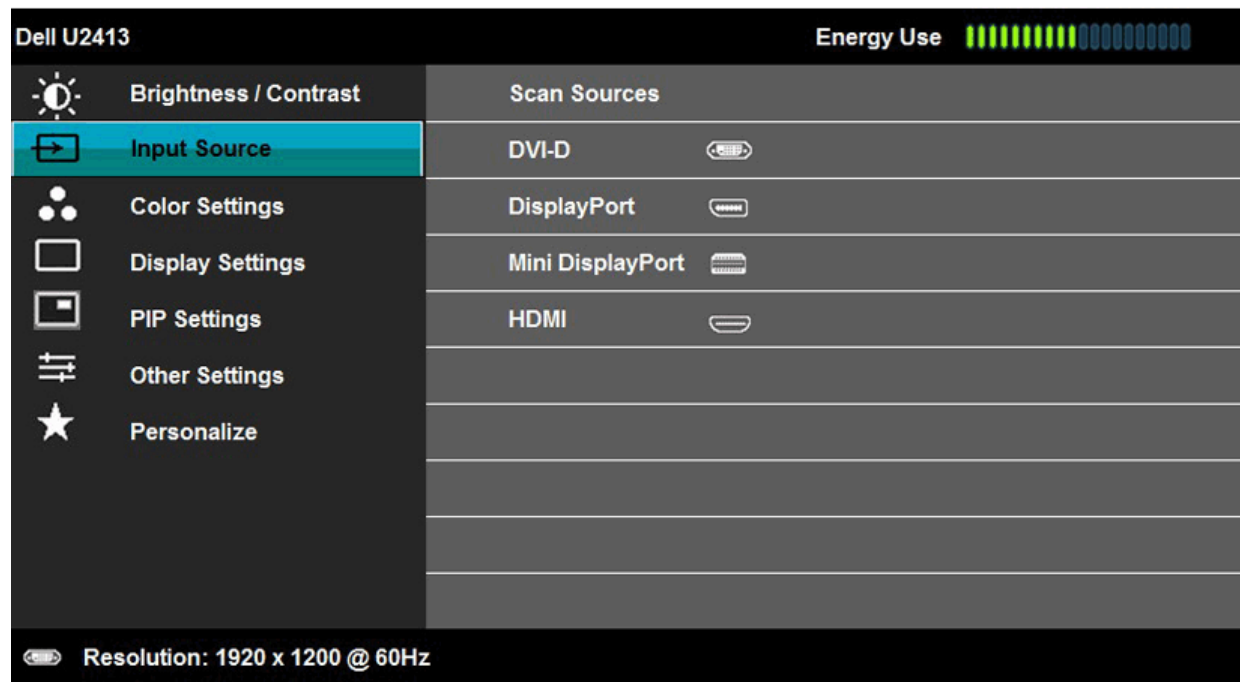 Dell U2413 Energy Use
Brightness / Contrast
Input Source
Color Settings
Display Settings
PIP Settings
Other Settings
Personalize
Scan Sources
DVI-D
DisplayPort
Mini DisplayPort
HDMI
Resolution: 1920 x 1200 @ 60Hz